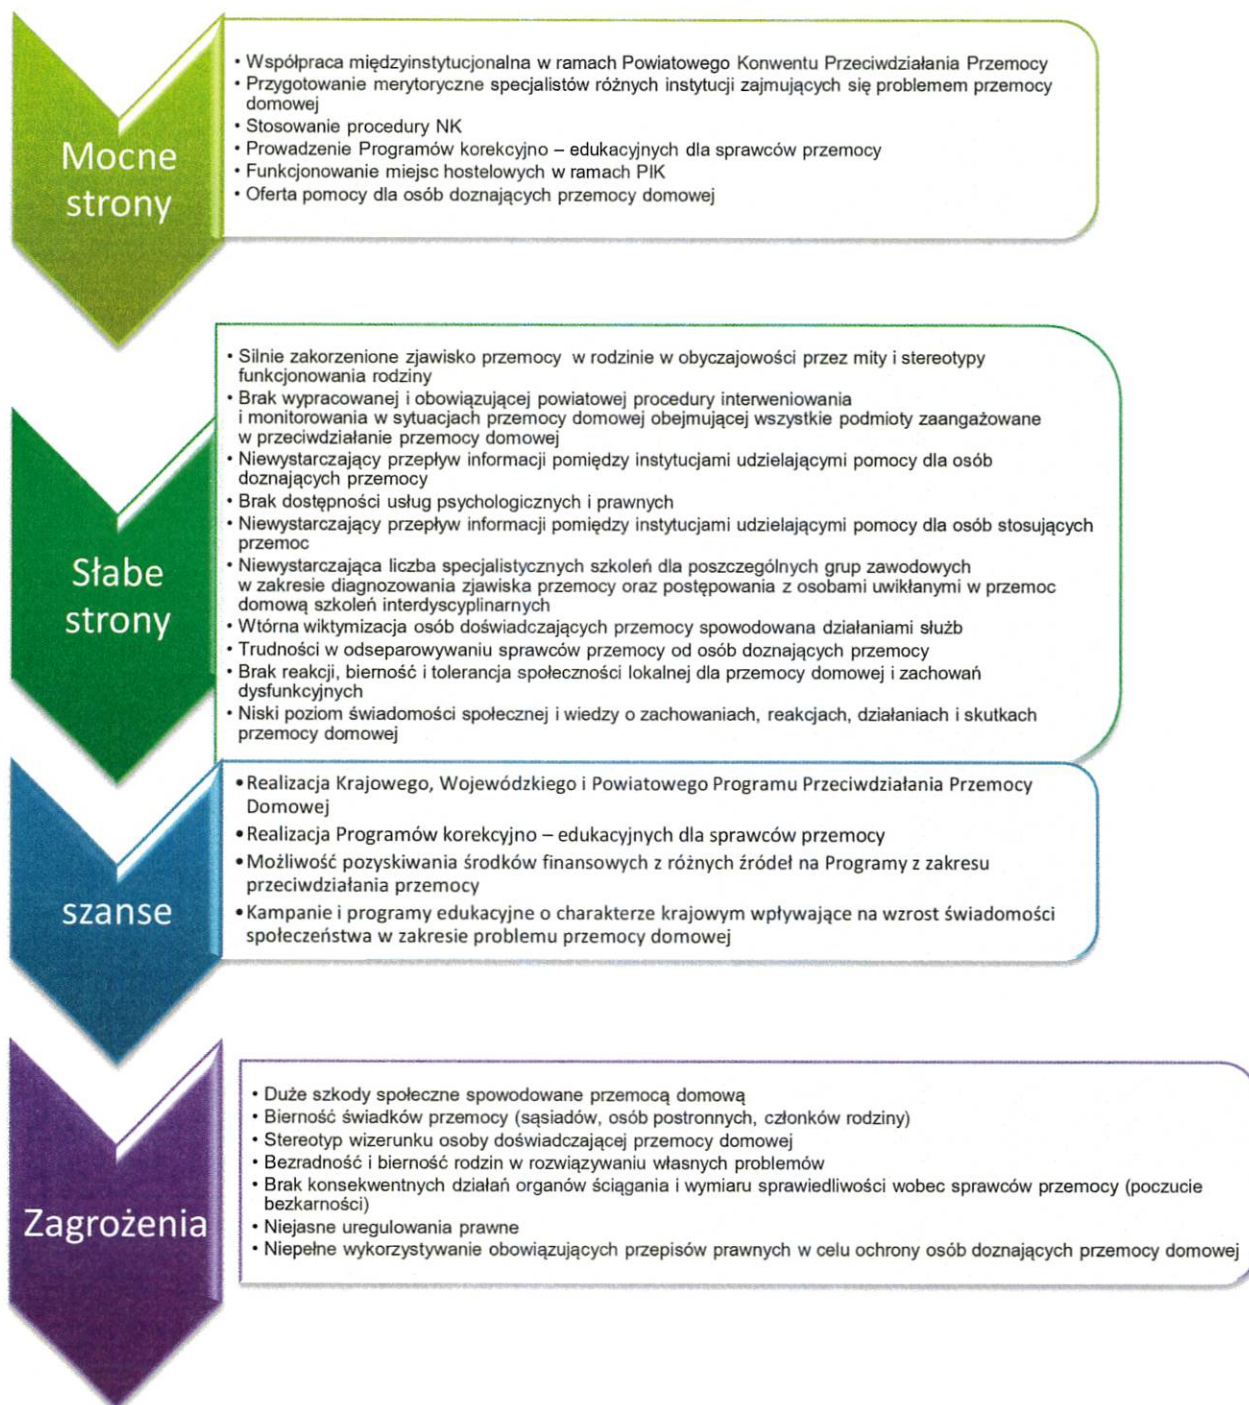 Mocne
strony
• Współpraca międzyinstytucjonalna w ramach Powiatowego Konwentu Przeciwdziałania Przemocy
• Przygotowanie merytoryczne specjalistów różnych instytucji zajmujących się problemem przemocy
domowej
• Stosowanie procedury NK
• Prowadzenie Programów korekcyjno – edukacyjnych dla sprawców przemocy
• Funkcjonowanie miejsc hostelowych w ramach PIK
• Oferta pomocy dla osób doznających przemocy domowej
Słabe
strony
• Silnie zakorzenione zjawisko przemocy w rodzinie w obyczajowości przez mity i stereotypy
funkcjonowania rodziny
• Brak wypracowanej i obowiązującej powiatowej procedury interweniowania
i monitorowania w sytuacjach przemocy domowej obejmującej wszystkie podmioty zaangażowane
w przeciwdziałanie przemocy domowej
• Niewystarczający przepływ informacji pomiędzy instytucjami udzielającymi pomocy dla osób
doznających przemocy
• Brak dostępności usług psychologicznych i prawnych
• Niewystarczający przepływ informacji pomiędzy instytucjami udzielającymi pomocy dla osób stosujących
przemoc
• Niewystarczająca liczba specjalistycznych szkoleń dla poszczególnych grup zawodowych
w zakresie diagnozowania zjawiska przemocy oraz postępowania z osobami uwikłanymi w przemoc
domową szkoleń interdyscyplinarnych
• Wtórna wiktymizacja osób doświadczających przemocy spowodowana działaniami służb
• Trudności w odseparowywaniu sprawców przemocy od osób doznających przemocy
• Brak reakcji, bierność i tolerancja społeczności lokalnej dla przemocy domowej i zachowań
dysfunkcyjnych
• Niski poziom świadomości społecznej i wiedzy o zachowaniach, reakcjach, działaniach i skutkach
przemocy domowej
szanse
• Realizacja Krajowego, Wojewódzkiego i Powiatowego Programu Przeciwdziałania Przemocy
Domowej
• Realizacja Programów korekcyjno – edukacyjnych dla sprawców przemocy
• Możliwość pozyskiwania środków finansowych z różnych źródeł na Programy z zakresu
przeciwdziałania przemocy
• Kampanie i programy edukacyjne o charakterze krajowym wpływające na wzrost świadomości
społeczeństwa w zakresie problemu przemocy domowej
Zagrożenia
• Duże szkody społeczne spowodowane przemocą domową
• Bierność świadków przemocy (sąsiadów, osób postronnych, członków rodziny)
• Stereotyp wizerunku osoby doświadczającej przemocy domowej
• Bezradność i bierność rodzin w rozwiązywaniu własnych problemów
• Brak konsekwentnych działań organów ściągania i wymiaru sprawiedliwości wobec sprawców przemocy (poczucie
bezkarności)
• Niejasne uregulowania prawne
• Niepełne wykorzystywanie obowiązujących przepisów prawnych w celu ochrony osób doznających przemocy domowej